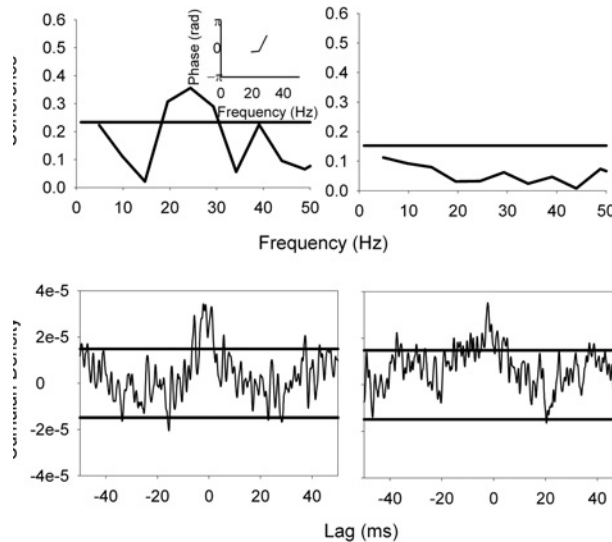 0.6
0.5
0.4
0.3
0.2
0.1
0.0
0 10 20 30 40 50
Phase (rad)
π
0
−π
0 20 40
Frequency (Hz)
0.6
0.5
0.4
0.3
0.2
0.1
0.0
0 10 20 30 40 50
Frequency (Hz)
4e-5
2e-5
0
-2e-5
-4e-5
-40 -20 0 20 40
-40 -20 0 20 40
Density
Lag (ms)